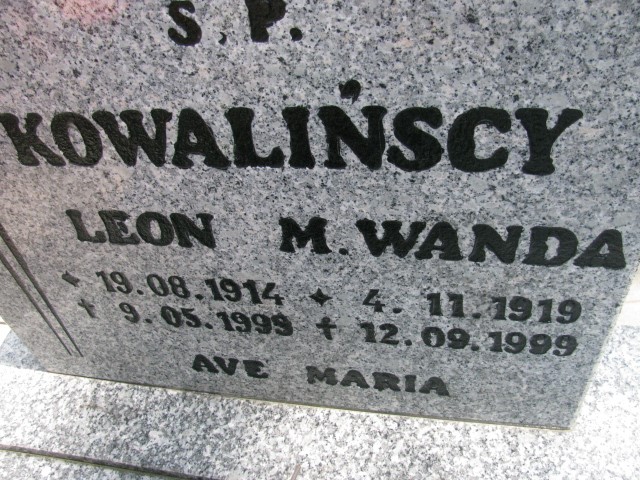 Ś.P.
KOWALIŃSCY
LEON M. WANDA
✦ 19.08.1914 ✦ 4.11.1919
† 9.05.1999 † 12.09.1999
AVE MARIA